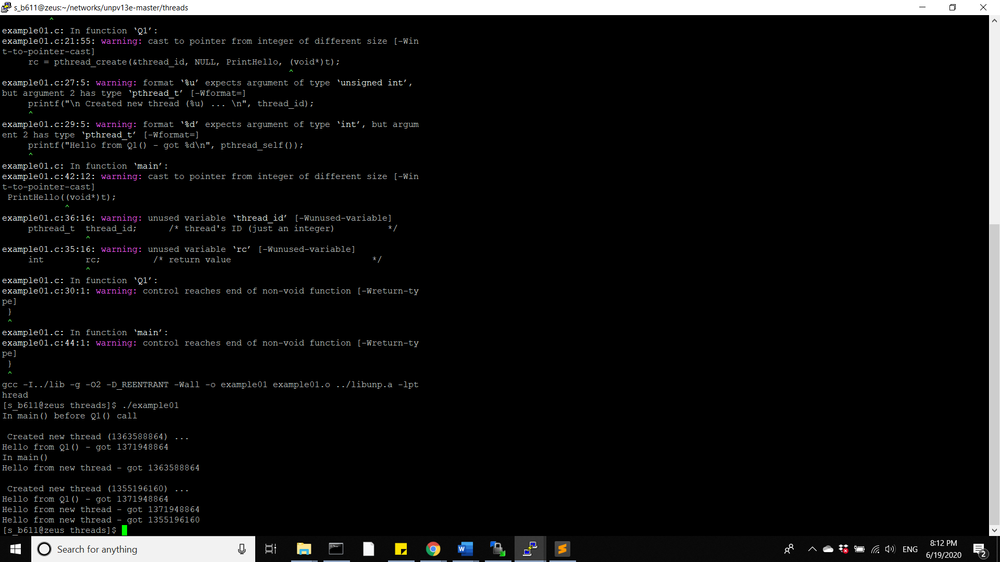 s_b611@zeus:~/networks/unpv13e-master/threads
^
example01.c: In function ‘Q1’:
example01.c:21:55: warning: cast to pointer from integer of different size [-Win
t-to-pointer-cast]
     rc = pthread_create(&thread_id, NULL, PrintHello, (void*)t);
^
example01.c:27:5: warning: format ‘%u’ expects argument of type ‘unsigned int’,
but argument 2 has type ‘pthread_t’ [-Wformat=]
     printf("\n Created new thread (%u) ... \n", thread_id);
     ^
example01.c:29:5: warning: format ‘%d’ expects argument of type ‘int’, but argum
ent 2 has type ‘pthread_t’ [-Wformat=]
     printf("Hello from Q1() - got %d\n", pthread_self());
     ^
example01.c: In function ‘main’:
example01.c:42:12: warning: cast to pointer from integer of different size [-Win
t-to-pointer-cast]
 PrintHello((void*)t);
            ^
example01.c:36:16: warning: unused variable ‘thread_id’ [-Wunused-variable]
     pthread_t  thread_id;      /* thread's ID (just an integer)          */
                ^
example01.c:35:16: warning: unused variable ‘rc’ [-Wunused-variable]
     int        rc;          /* return value                           */
                ^
example01.c: In function ‘Q1’:
example01.c:30:1: warning: control reaches end of non-void function [-Wreturn-ty
pe]
 }
 ^
example01.c: In function ‘main’:
example01.c:44:1: warning: control reaches end of non-void function [-Wreturn-ty
pe]
 }
 ^
gcc -I../lib -g -O2 -D_REENTRANT -Wall -o example01 example01.o ../libunp.a -lpt
hread
[s_b611@zeus threads]$ ./example01
In main() before Q1() call
 Created new thread (1363588864) ...
Hello from Q1() - got 1371948864
In main()
Hello from new thread - got 1363588864
 Created new thread (1355196160) ...
Hello from Q1() - got 1371948864
Hello from new thread - got 1371948864
Hello from new thread - got 1355196160
[s_b611@zeus threads]$
Search for anything
ENG
8:12 PM
6/19/2020
2